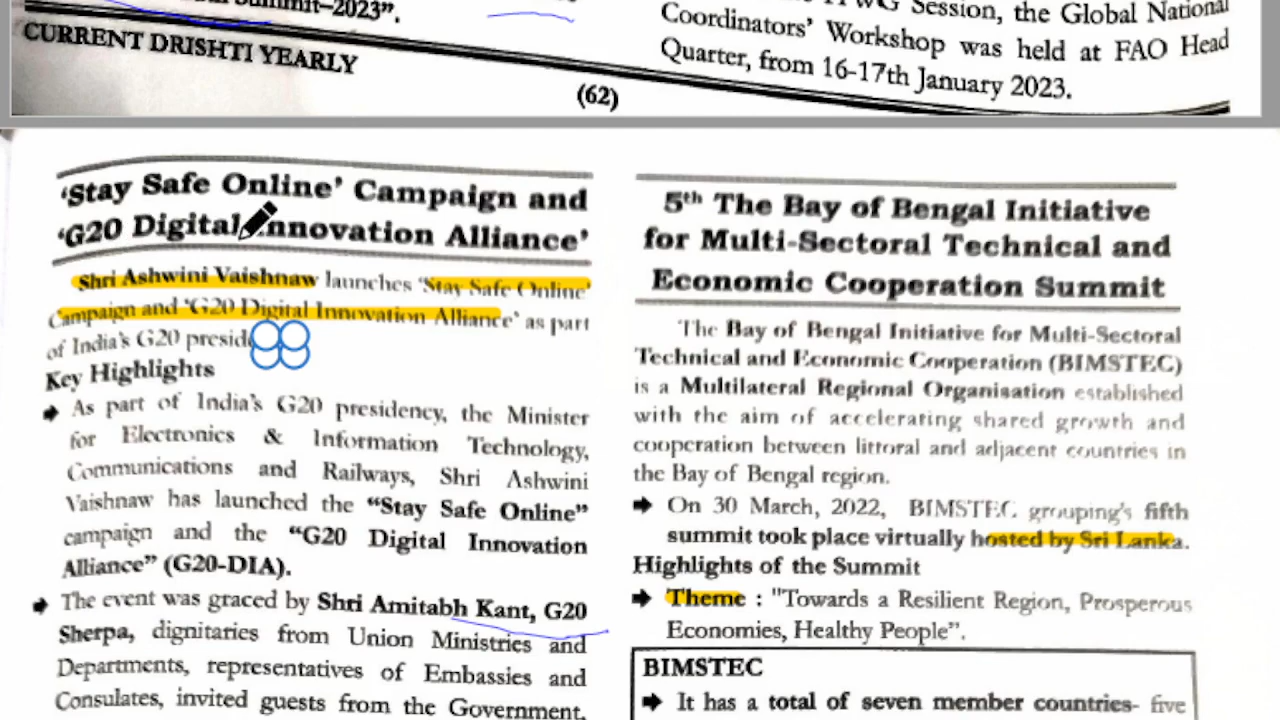 Summit–2023”.
CURRENT DRISHTI YEARLY
Session, the Global National
Coordinators’ Workshop was held at FAO Head
Quarter, from 16-17th January 2023.
(62)
‘Stay Safe Online’ Campaign and
‘G20 Digital Innovation Alliance’
Shri Ashwini Vaishnaw launches ‘Stay Safe Online’
Campaign and ‘G20 Digital Innovation Alliance’ as part
of India’s G20
Key Highlights
➔ As part of India’s G20 presidency, the Minister
for Electronics & Information Technology,
Communications and Railways, Shri Ashwini
Vaishnaw has launched the “Stay Safe Online”
campaign and the “G20 Digital Innovation
Alliance” (G20-DIA).
➔ The event was graced by Shri Amitabh Kant, G20
Sherpa, dignitaries from Union Ministries and
Departments, representatives of Embassies and
Consulates, invited guests from the Government,
5th The Bay of Bengal Initiative
for Multi-Sectoral Technical and
Economic Cooperation Summit
The Bay of Bengal Initiative for Multi-Sectoral
Technical and Economic Cooperation (BIMSTEC)
is a Multilateral Regional Organisation established
with the aim of accelerating shared growth and
cooperation between littoral and adjacent countries in
the Bay of Bengal region.
➔ On 30 March, 2022, BIMSTEC grouping's fifth
summit took place virtually hosted by Sri Lanka.
Highlights of the Summit
➔ Theme : "Towards a Resilient Region, Prosperous
Economies, Healthy People”.
BIMSTEC
➔ It has a total of seven member countries- five